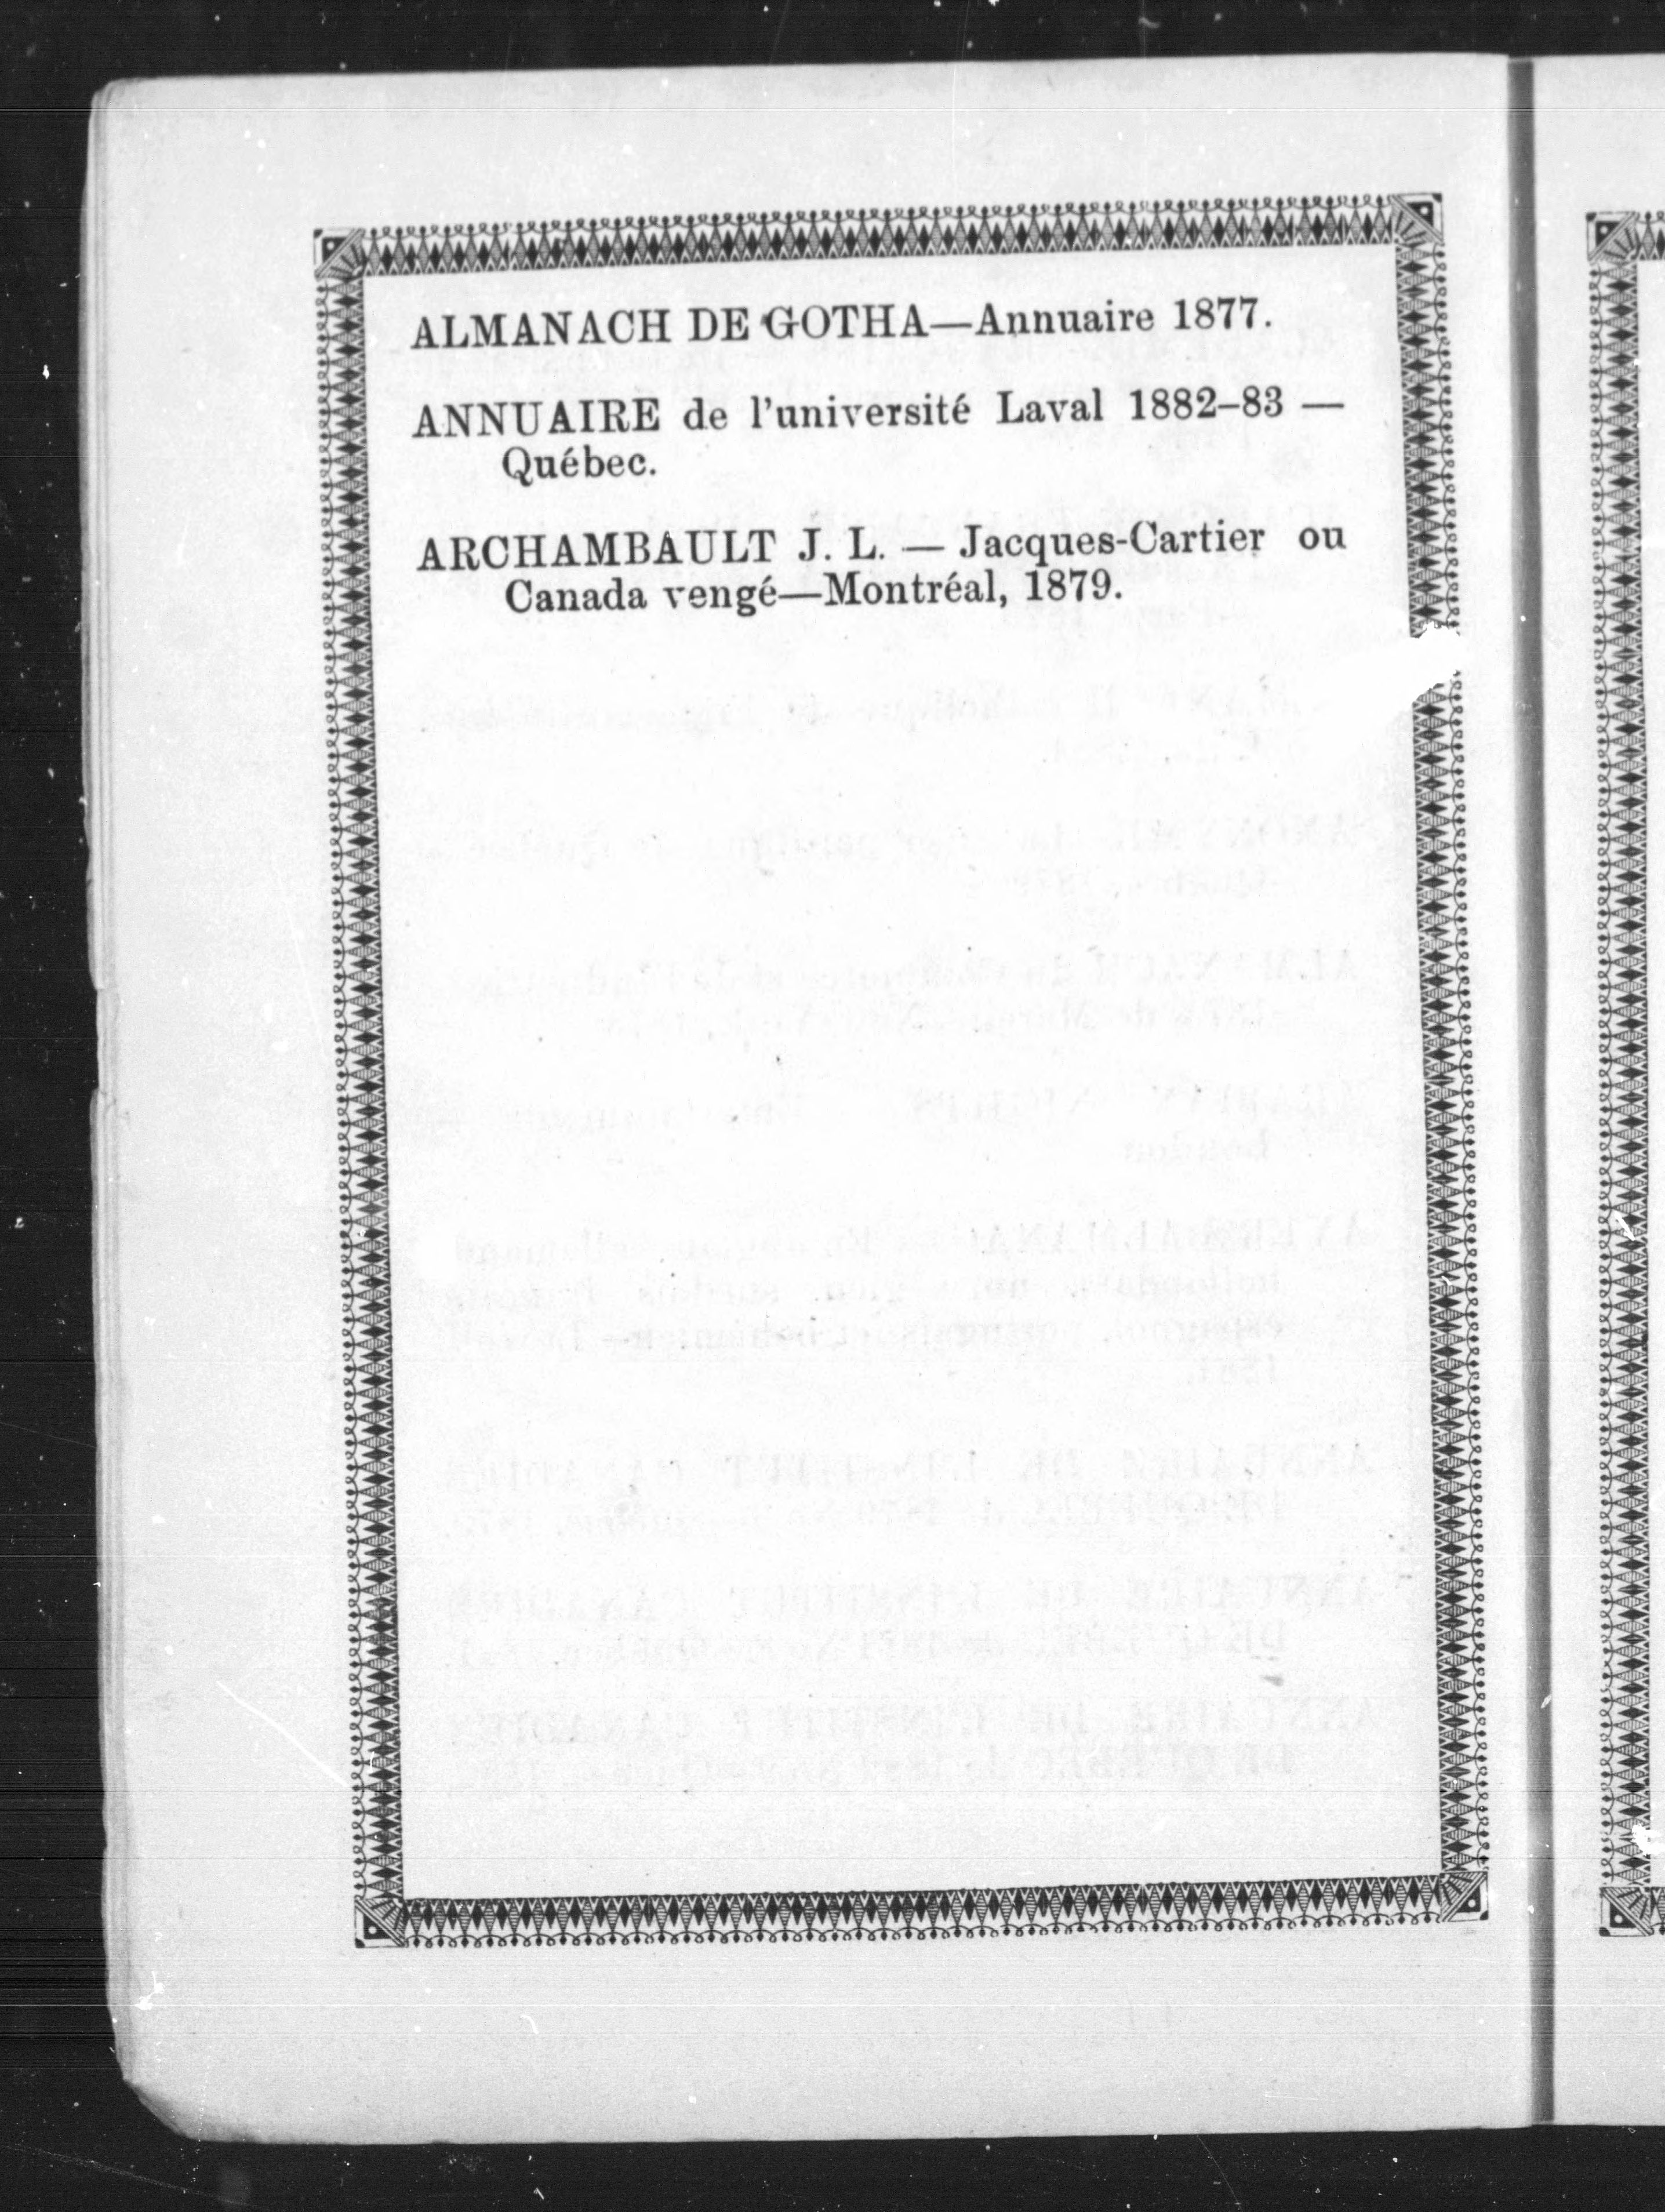 ALMANACH DE GOTHA—Annuaire 1877.
ANNUAIRE de l'université Laval 1882–83 —
Québec.
ARCHAMBAULT J. L. — Jacques-Cartier ou
Canada vengé—Montréal, 1879.